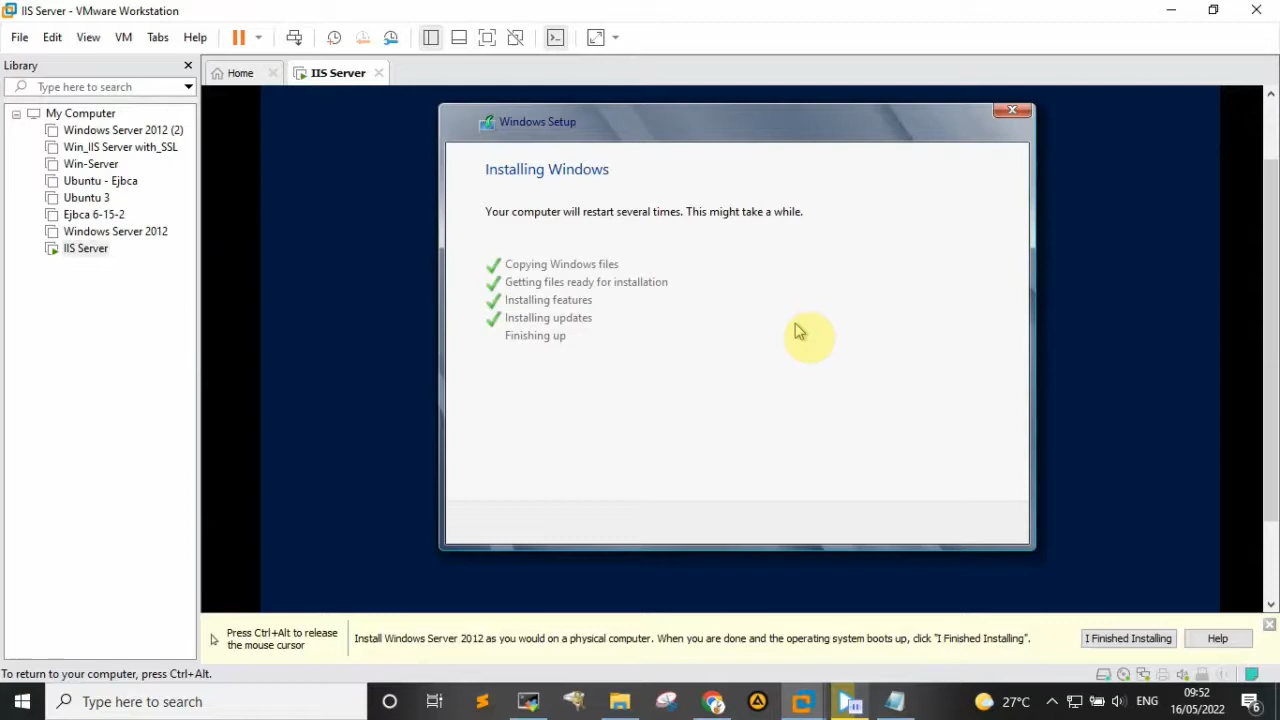 IIS Server - VMware Workstation
File Edit View VM Tabs Help
Library
Type here to search
Home
IIS Server
My Computer
Windows Server 2012 (2)
Win_IIS Server with_SSL
Win-Server
Ubuntu - Ejbca
Ubuntu 3
Ejbca 6-15-2
Windows Server 2012
IIS Server
Windows Setup
Installing Windows
Your computer will restart several times. This might take a while.
Copying Windows files
Getting files ready for installation
Installing features
Installing updates
Finishing up
Press Ctrl+Alt to release
the mouse cursor
Install Windows Server 2012 as you would on a physical computer. When you are done and the operating system boots up, click "I Finished Installing".
I Finished Installing
Help
To return to your computer, press Ctrl+Alt.
Type here to search
27°C
ENG
09:52
16/05/2022
6